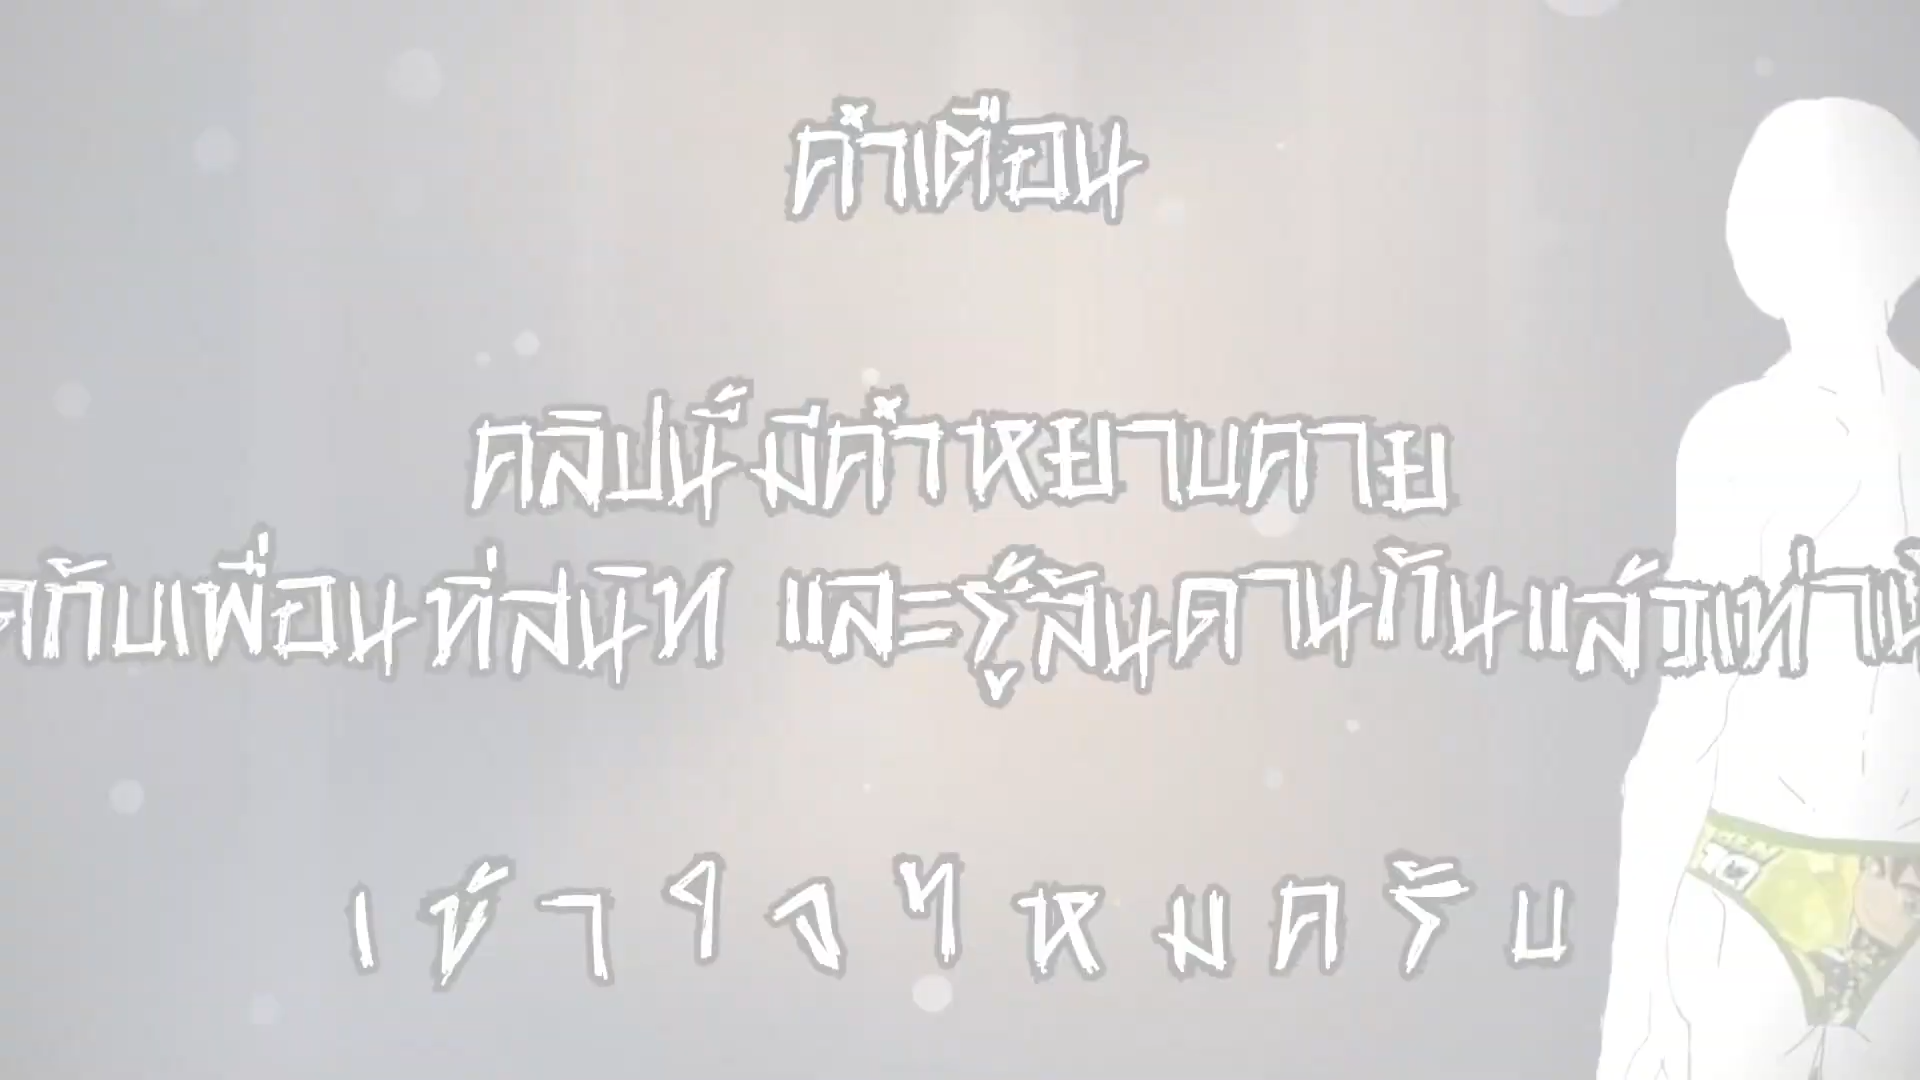 คำเตือน
คลิปนี้มีคำหยาบคาย
กับเพื่อนที่สนิท และรู้สันดานกันแล้วเท่า
เข้าใจไหมครับ